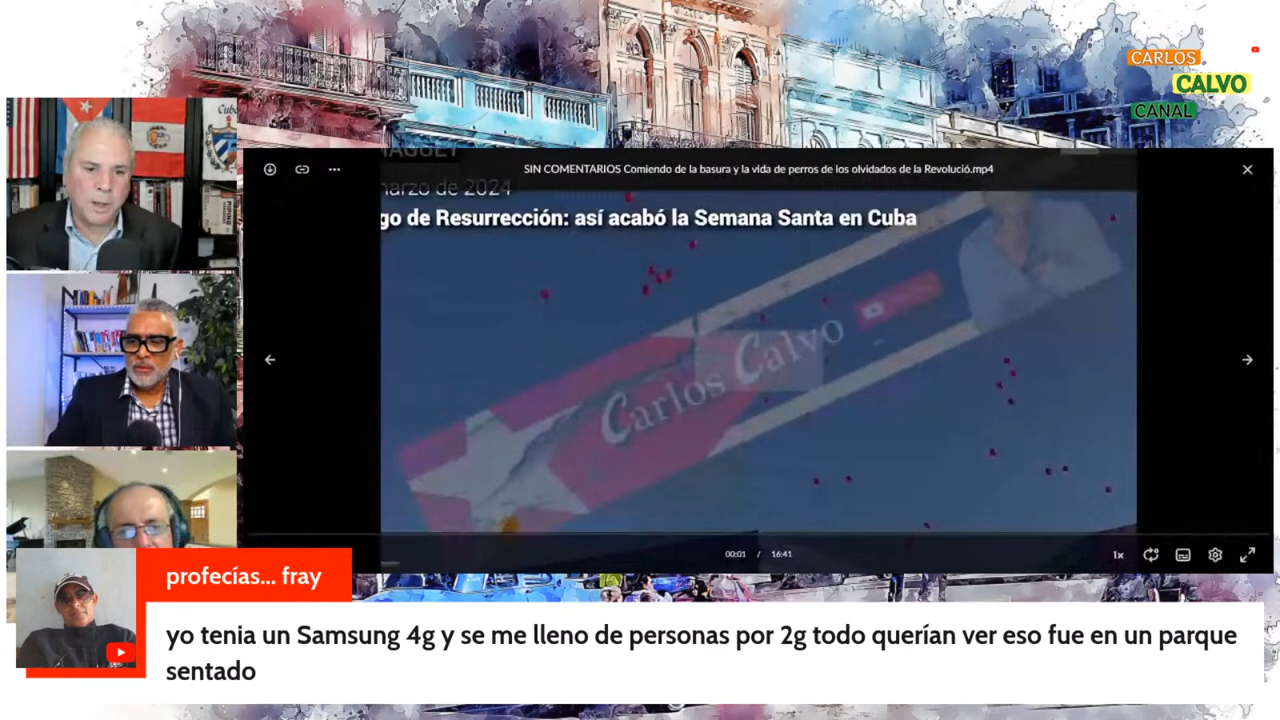 CARLOS
CALVO
CANAL
Cuba
SIN COMENTARIOS Comiendo de la basura y la vida de perros de los olvidados de la Revolució.mp4
arzo de 2024
go de Resurrección: así acabó la Semana Santa en Cuba
Carlos Calvo
00:01 / 16:41
1x
profecías... fray
yo tenia un Samsung 4g y se me lleno de personas por 2g todo querían ver eso fue en un parque
sentado